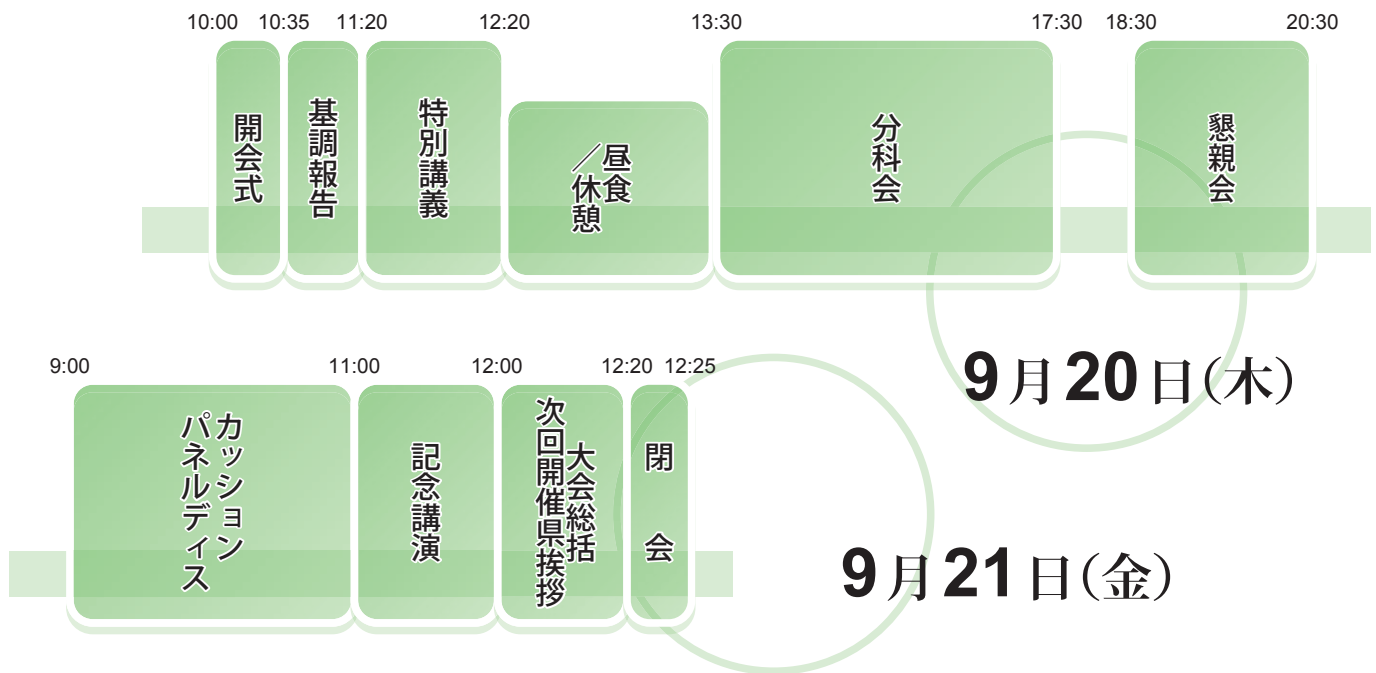 10:00 10:35 11:20 12:20 13:30 17:30 18:30 20:30
開会式
基調報告
特別講義
昼食
／休憩
分科会
懇親会
9月20日(木)
9:00 11:00 12:00 12:20 12:25
パネルディス
カッション
記念講演
大会総括
次回開催県挨拶
閉会
9月21日(金)